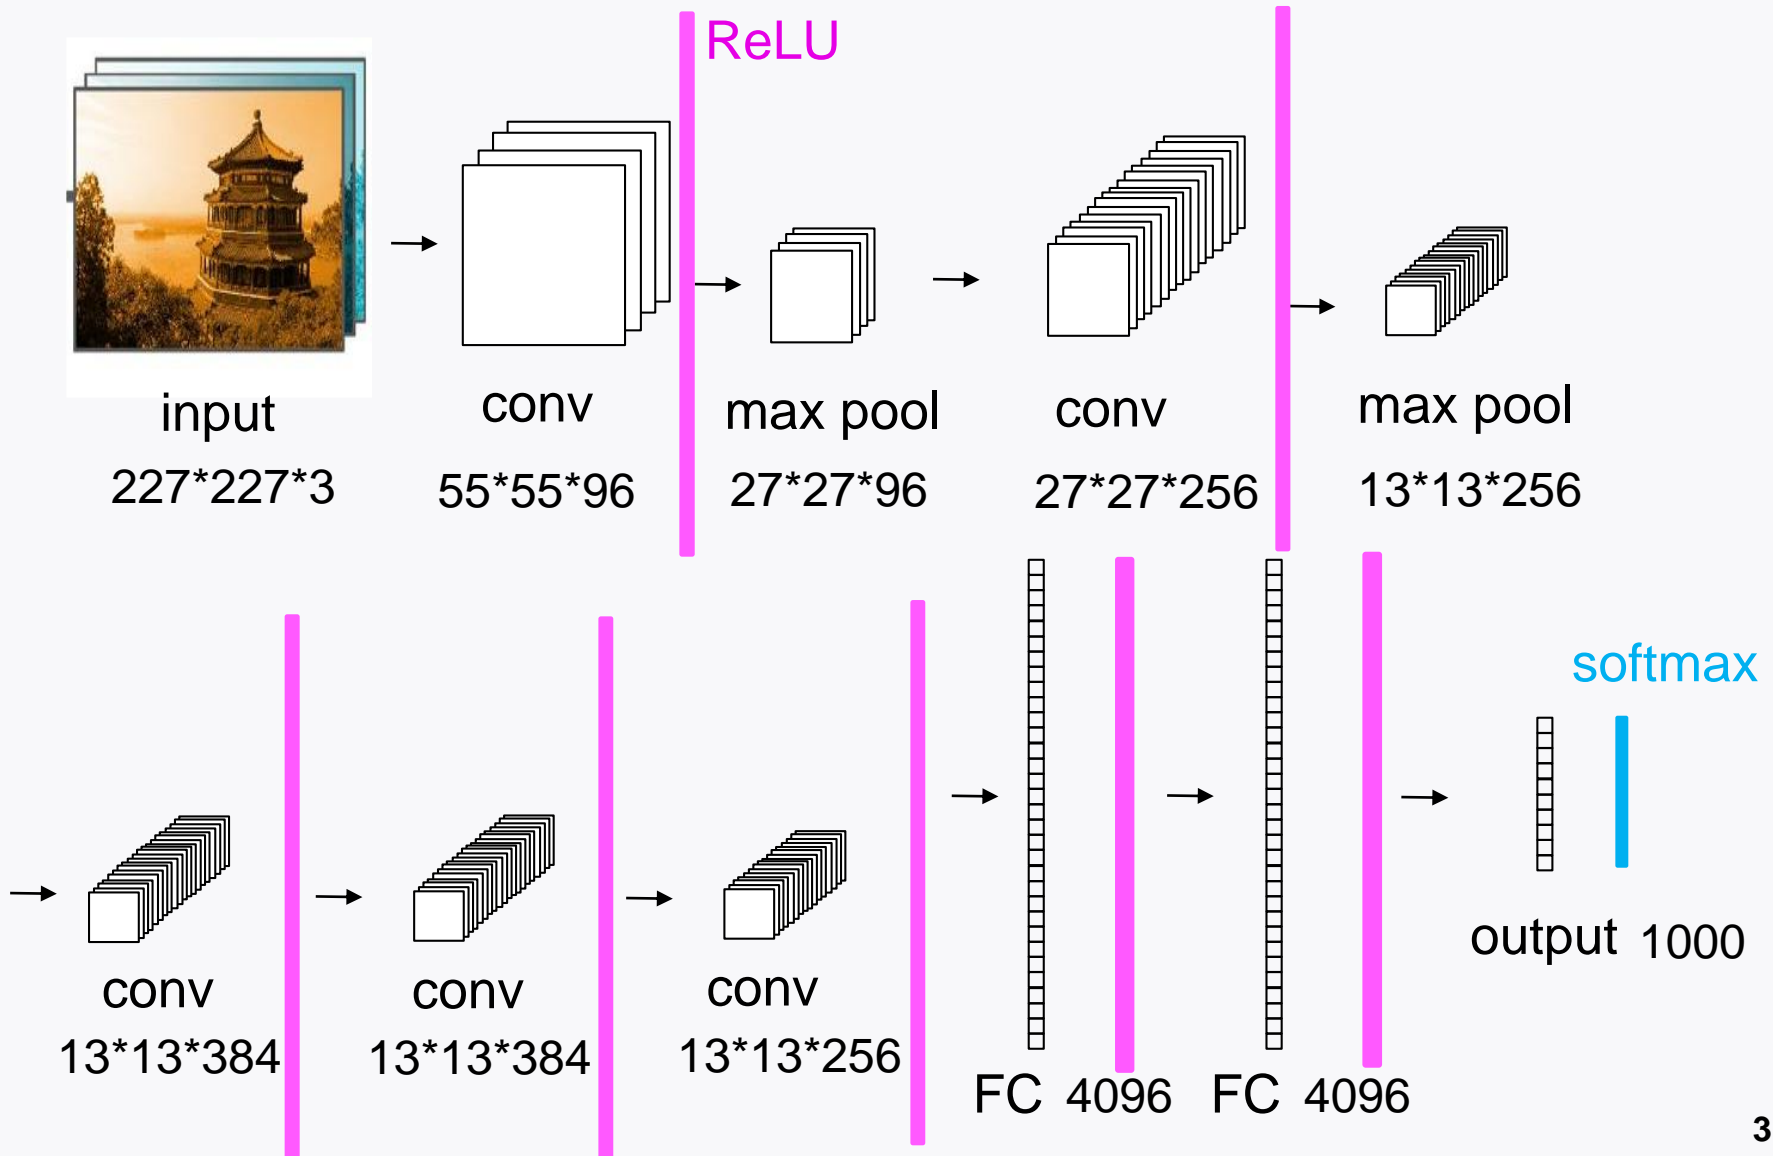 ReLU
input
conv
max pool
conv
max pool
227*227*3
55*55*96
27*27*96
27*27*256
13*13*256
softmax
output 1000
conv
conv
conv
13*13*384
13*13*384
13*13*256
FC 4096
FC 4096
3